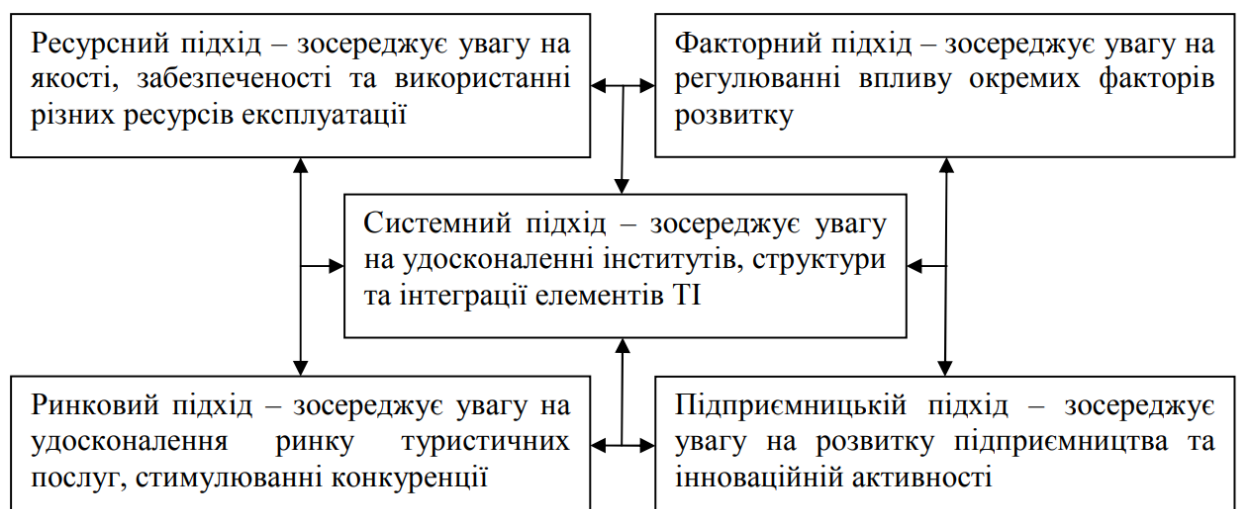 Ресурсний підхід – зосереджує увагу на
якості, забезпеченості та використанні
різних ресурсів експлуатації
Факторний підхід – зосереджує увагу на
регулюванні впливу окремих факторів
розвитку
Системний підхід – зосереджує увагу
на удосконаленні інститутів, структури
та інтеграції елементів ТІ
Ринковий підхід – зосереджує увагу на
удосконалення ринку туристичних
послуг, стимулюванні конкуренції
Підприємницькій підхід – зосереджує
увагу на розвитку підприємництва та
інноваційній активності